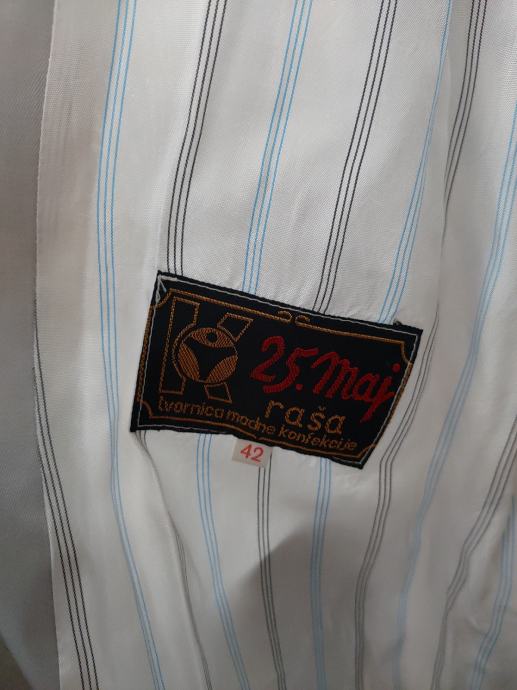 K
25. Maj
raša
tvornica modne konfekcije
42